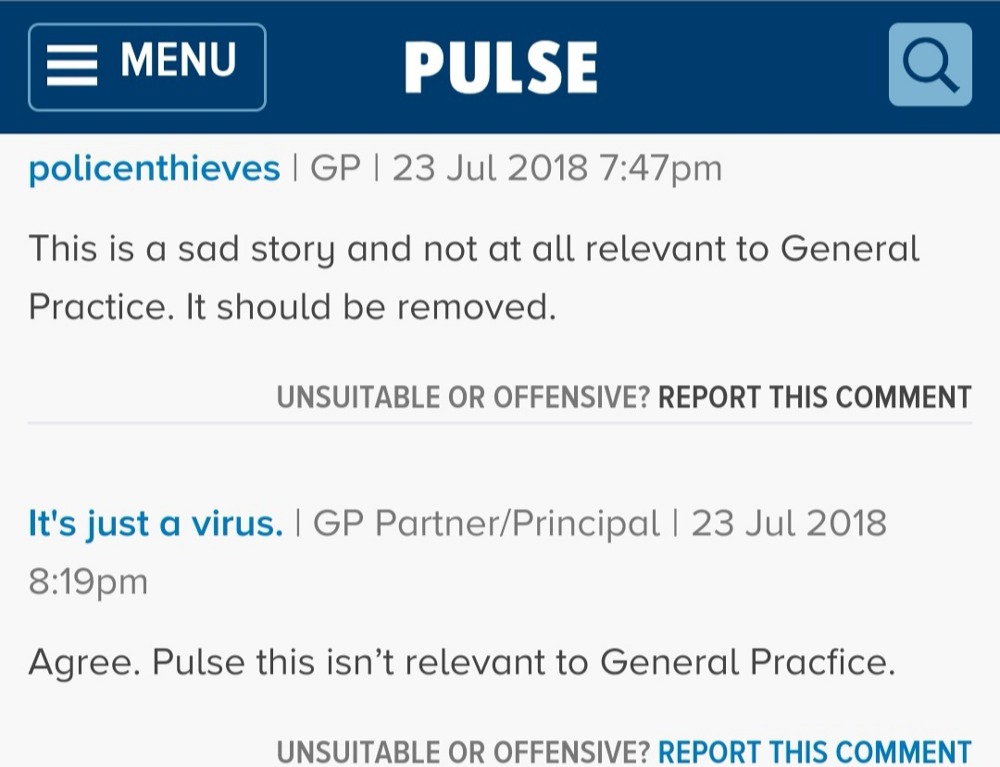 MENU PULSE
policenthieves | GP | 23 Jul 2018 7:47pm
This is a sad story and not at all relevant to General
Practice. It should be removed.
UNSUITABLE OR OFFENSIVE? REPORT THIS COMMENT
It's just a virus. | GP Partner/Principal | 23 Jul 2018
8:19pm
Agree. Pulse this isn’t relevant to General Pracfice.
UNSUITABLE OR OFFENSIVE? REPORT THIS COMMENT